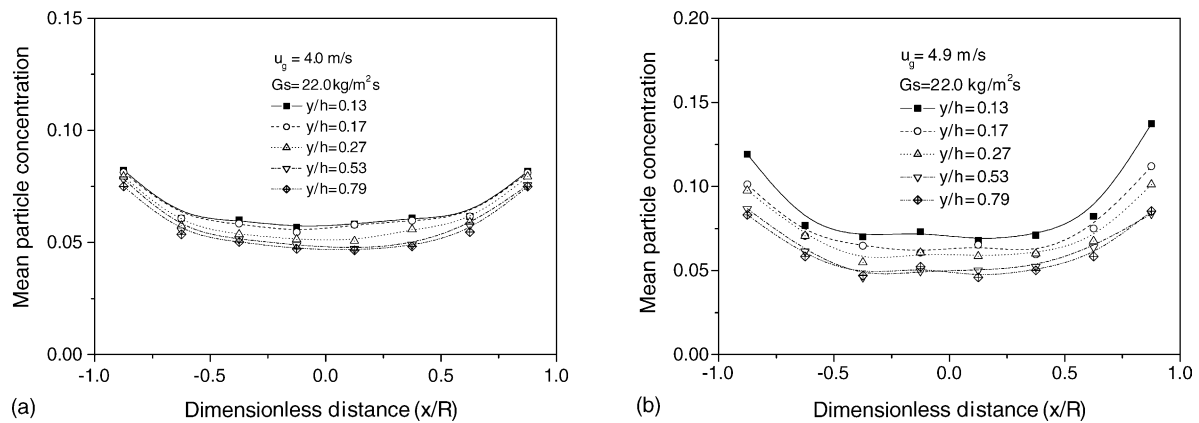 0.15
0.10
0.05
0.00
Mean particle concentration
u_g = 4.0 m/s
Gs=22.0kg/m²s
y/h=0.13
y/h=0.17
y/h=0.27
y/h=0.53
y/h=0.79
-1.0 -0.5 0.0 0.5 1.0
Dimensionless distance (x/R)
(a)
0.20
0.15
0.10
0.05
0.00
Mean particle concentration
u_g = 4.9 m/s
Gs=22.0 kg/m²s
y/h=0.13
y/h=0.17
y/h=0.27
y/h=0.53
y/h=0.79
-1.0 -0.5 0.0 0.5 1.0
Dimensionless distance (x/R)
(b)